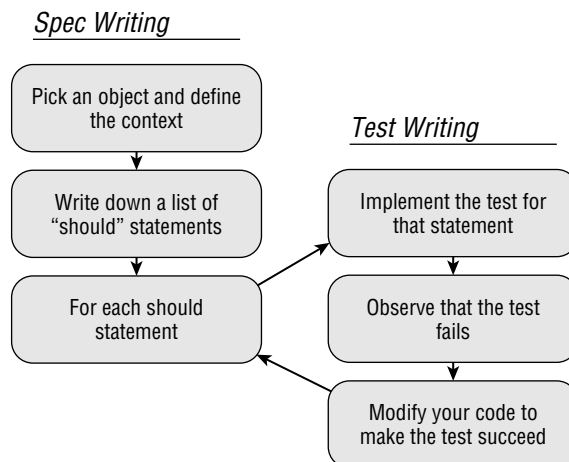 Spec Writing
Pick an object and define
the context
Write down a list of
“should” statements
For each should
statement
Test Writing
Implement the test for
that statement
Observe that the test
fails
Modify your code to
make the test succeed